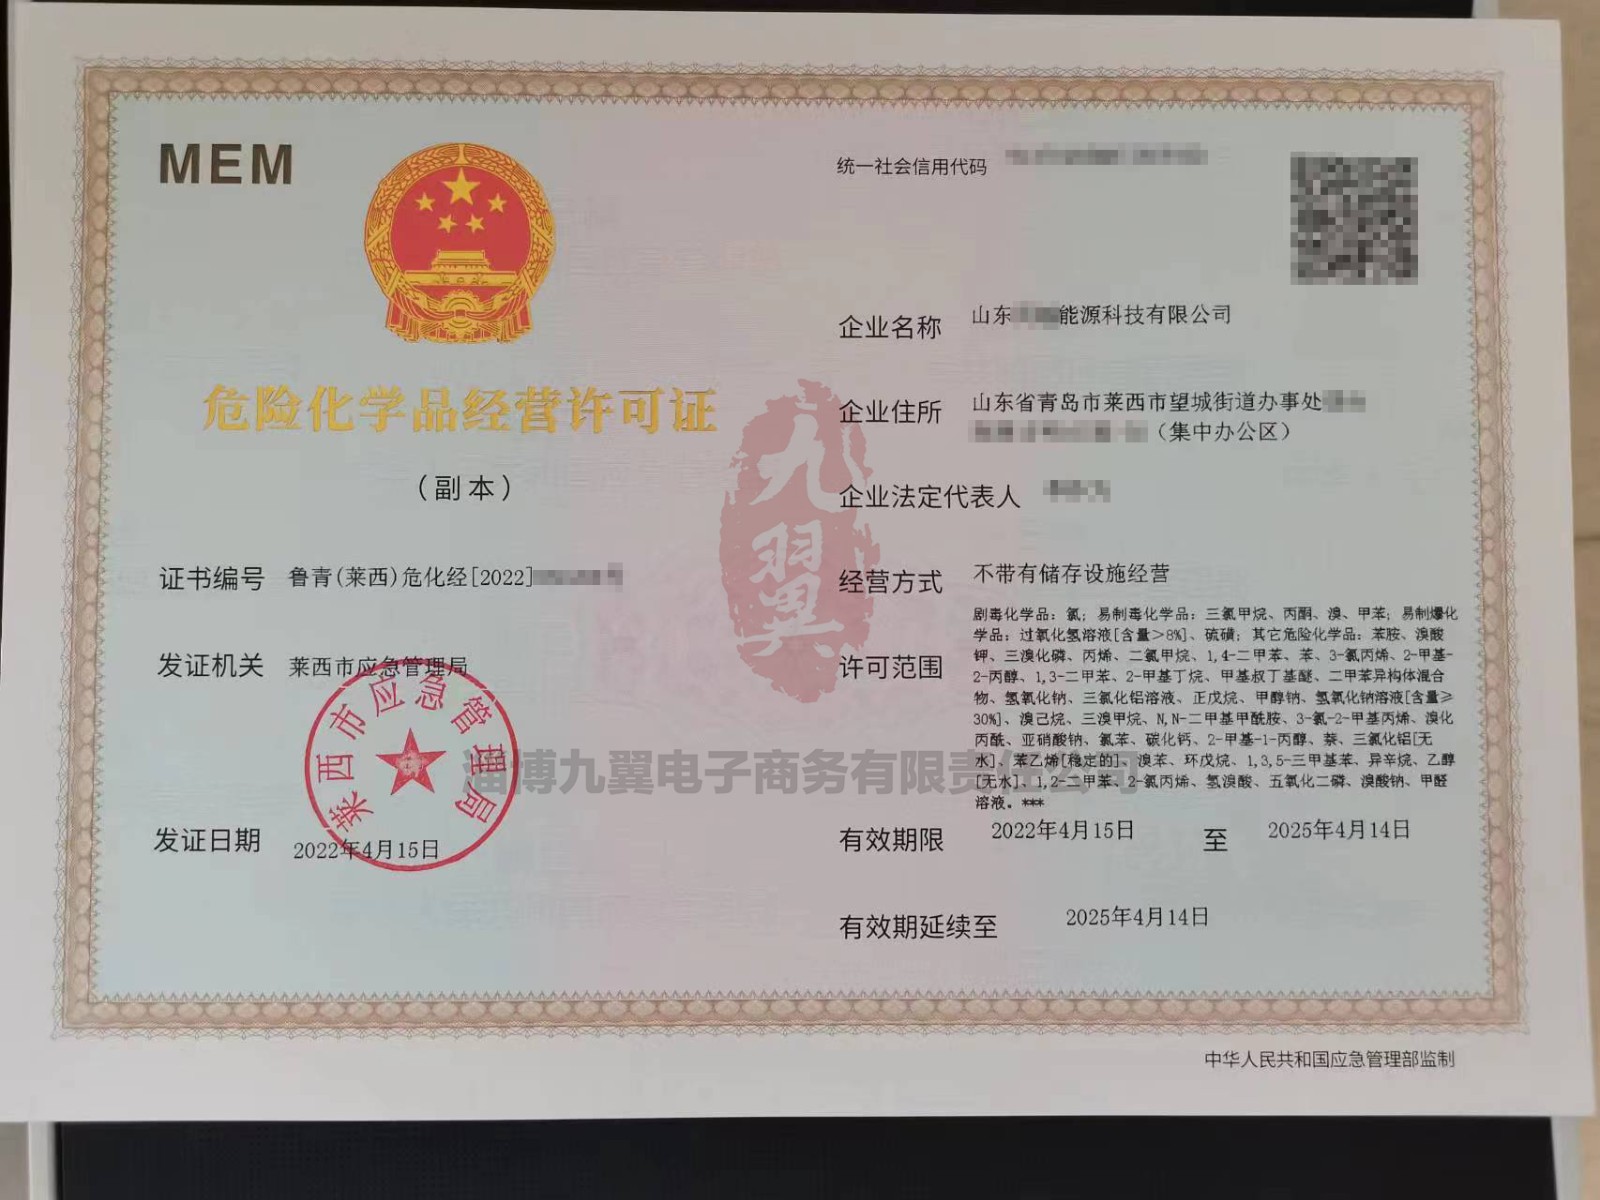 MEM
危险化学品经营许可证
（副本）
证书编号 鲁青(莱西)危化经[2022]
发证机关 莱西市应急管理局
莱西市应急管理局
发证日期 2022年4月15日
统一社会信用代码
企业名称 山东 能源科技有限公司
企业住所 山东省青岛市莱西市望城街道办事处
（集中办公区）
企业法定代表人
经营方式 不带有储存设施经营
许可范围
剧毒化学品：氯；易制毒化学品：三氯甲烷、丙酮、溴、甲苯；易制爆化
学品：过氧化氢溶液[含量＞8%]、硫磺；其它危险化学品：苯胺、溴酸
钾、三溴化磷、丙烯、二氯甲烷、1,4-二甲苯、苯、3-氯丙烯、2-甲基-
2-丙醇、1,3-二甲苯、2-甲基丁烷、甲基叔丁基醚、二甲苯异构体混合
物、氢氧化钠、三氯化铝溶液、正戊烷、甲醇钠、氢氧化钠溶液[含量≥
30%]、溴己烷、三溴甲烷、N,N-二甲基甲酰胺、3-氯-2-甲基丙烯、溴化
丙酰、亚硝酸钠、氯苯、碳化钙、2-甲基-1-丙醇、萘、三氯化铝[无
水]、苯乙烯[稳定的]、溴苯、环戊烷、1,3,5-三甲基苯、异辛烷、乙醇
[无水]、1,2-二甲苯、2-氯丙烯、氢溴酸、五氧化二磷、溴酸钠、甲醛
溶液。***
有效期限 2022年4月15日 至 2025年4月14日
有效期延续至 2025年4月14日
中华人民共和国应急管理部监制
九翼
淄博九翼电子商务有限责任公司